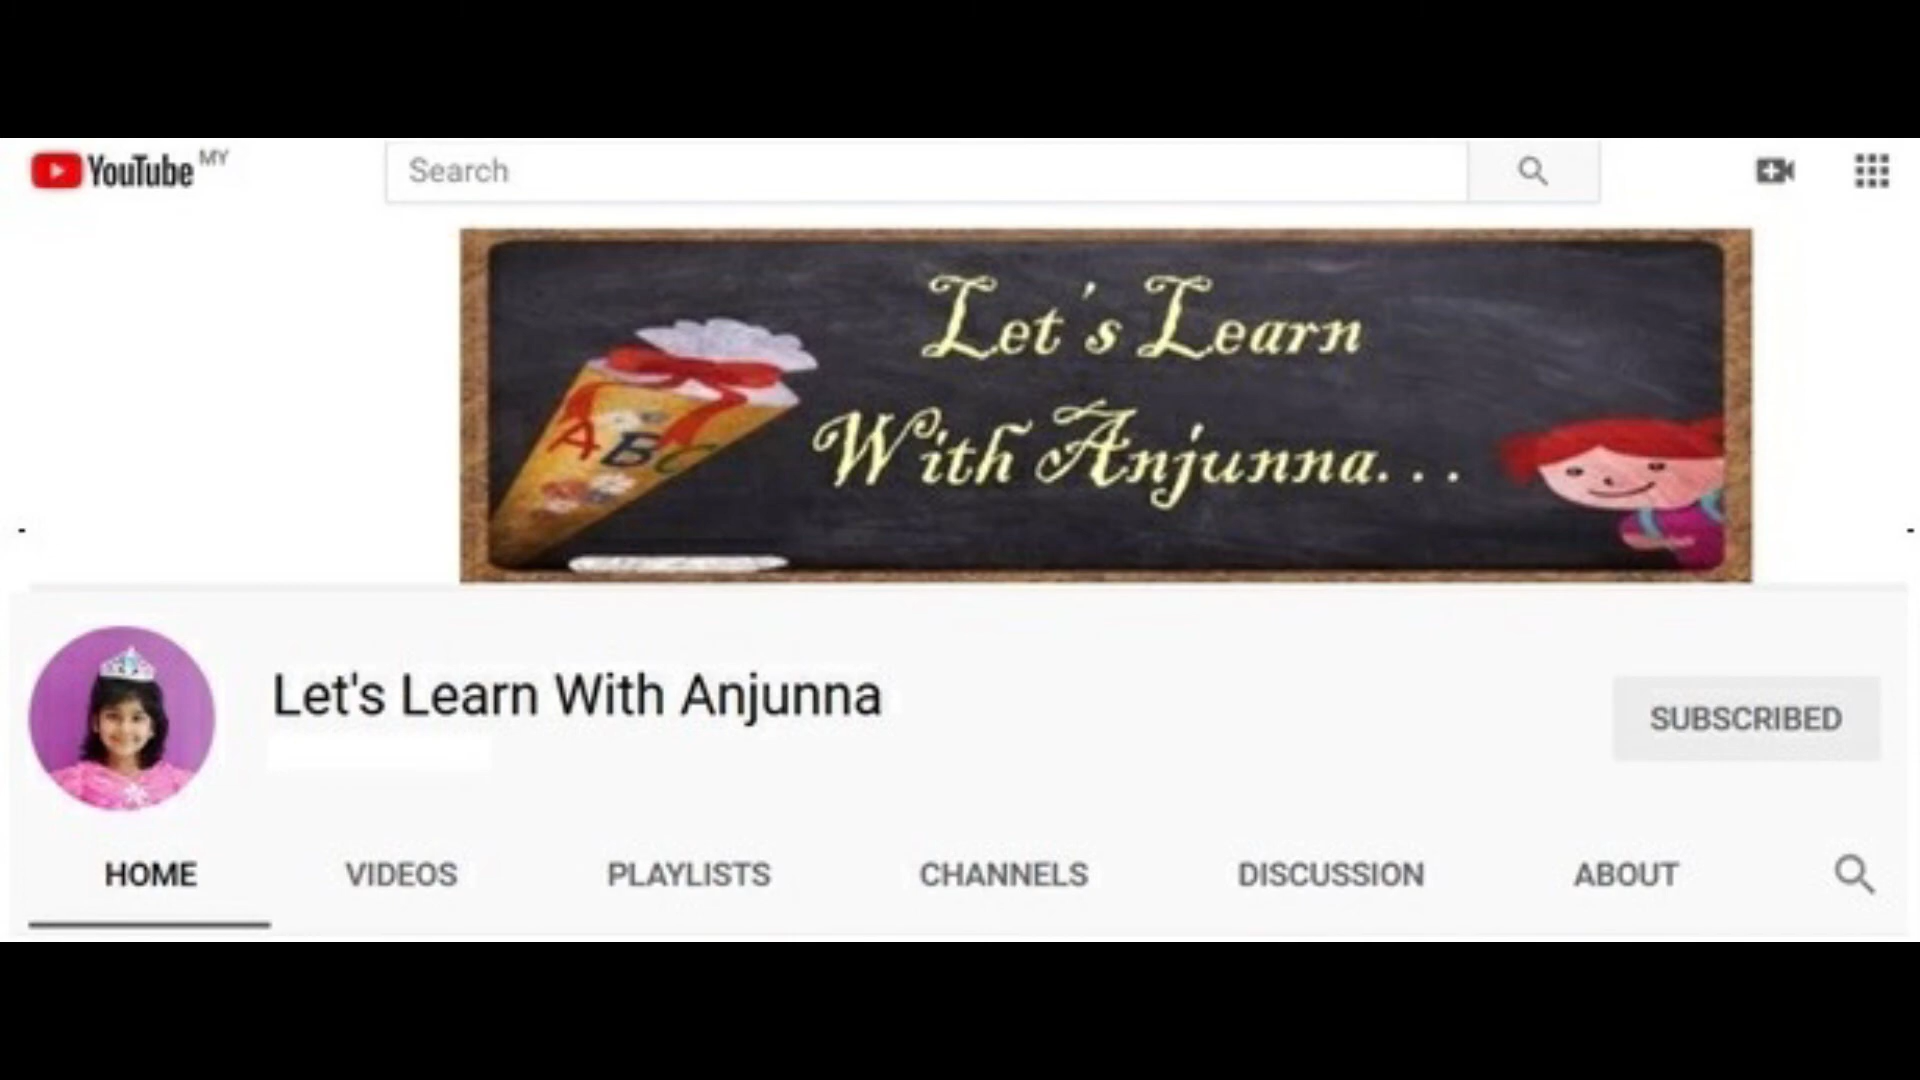 YouTube MY
Search
Let's Learn
With Anjunna...
ABC
Let's Learn With Anjunna
SUBSCRIBED
HOME VIDEOS PLAYLISTS CHANNELS DISCUSSION ABOUT